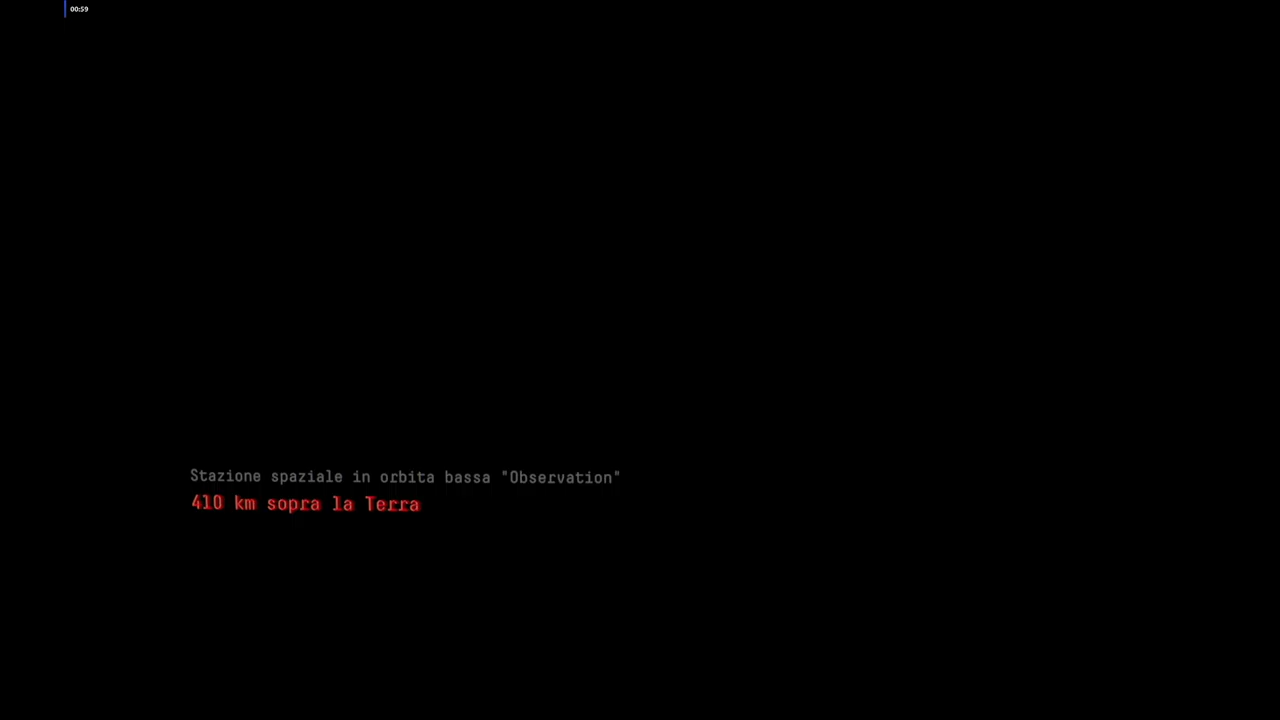 00:59
Stazione spaziale in orbita bassa "Observation"
410 km sopra la Terra